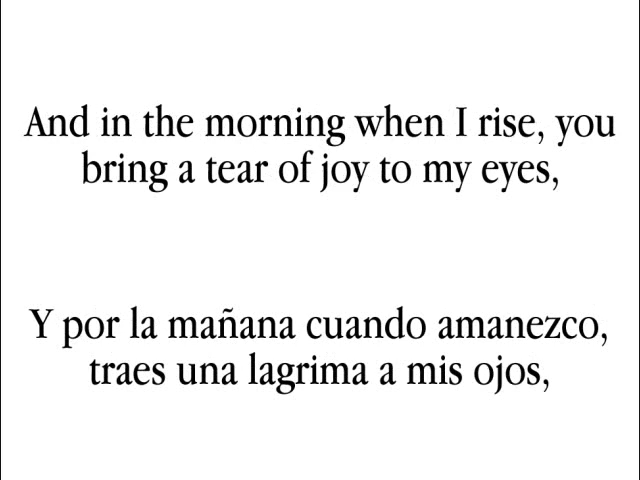 And in the morning when I rise, you
bring a tear of joy to my eyes,
Y por la mañana cuando amanezco,
traes una lagrima a mis ojos,